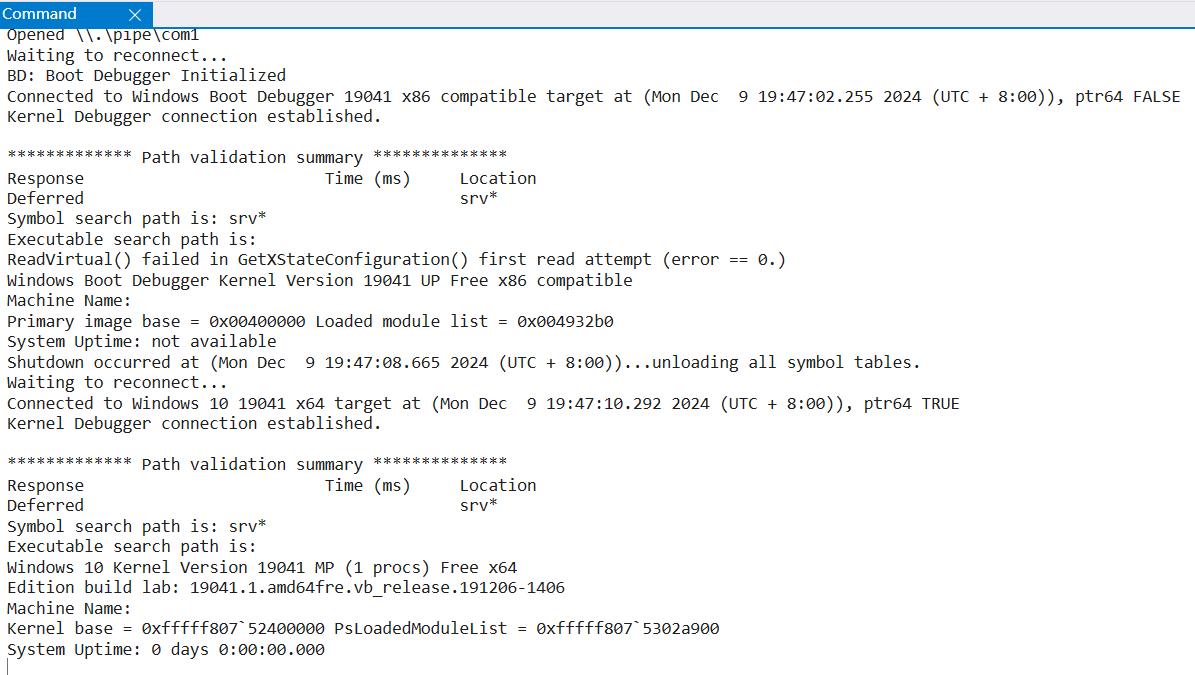 Command
Opened \\.\pipe\com1
Waiting to reconnect...
BD: Boot Debugger Initialized
Connected to Windows Boot Debugger 19041 x86 compatible target at (Mon Dec  9 19:47:02.255 2024 (UTC + 8:00)), ptr64 FALSE
Kernel Debugger connection established.
************* Path validation summary **************
Response                         Time (ms)     Location
Deferred                                       srv*
Symbol search path is: srv*
Executable search path is:
ReadVirtual() failed in GetXStateConfiguration() first read attempt (error == 0.)
Windows Boot Debugger Kernel Version 19041 UP Free x86 compatible
Machine Name:
Primary image base = 0x00400000 Loaded module list = 0x004932b0
System Uptime: not available
Shutdown occurred at (Mon Dec  9 19:47:08.665 2024 (UTC + 8:00))...unloading all symbol tables.
Waiting to reconnect...
Connected to Windows 10 19041 x64 target at (Mon Dec  9 19:47:10.292 2024 (UTC + 8:00)), ptr64 TRUE
Kernel Debugger connection established.
************* Path validation summary **************
Response                         Time (ms)     Location
Deferred                                       srv*
Symbol search path is: srv*
Executable search path is:
Windows 10 Kernel Version 19041 MP (1 procs) Free x64
Edition build lab: 19041.1.amd64fre.vb_release.191206-1406
Machine Name:
Kernel base = 0xfffff807`52400000 PsLoadedModuleList = 0xfffff807`5302a900
System Uptime: 0 days 0:00:00.000